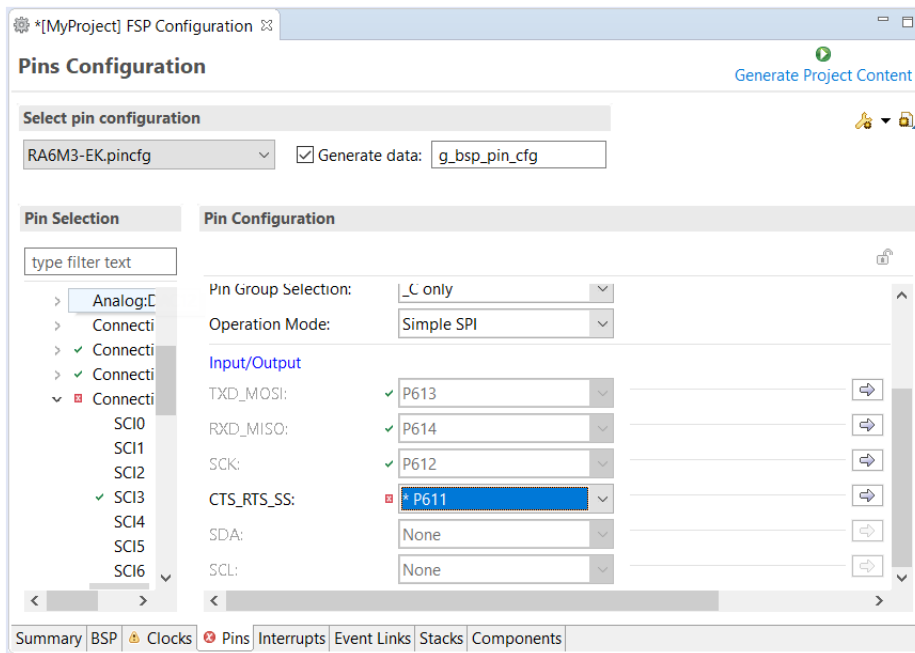 *[MyProject] FSP Configuration
Pins Configuration
Generate Project Content
Select pin configuration
RA6M3-EK.pincfg
Generate data: g_bsp_pin_cfg
Pin Selection
Pin Configuration
type filter text
Analog:D
Connecti
Connecti
Connecti
Connecti
SCI0
SCI1
SCI2
SCI3
SCI4
SCI5
SCI6
Pin Group Selection: _C only
Operation Mode: Simple SPI
Input/Output
TXD_MOSI: P613
RXD_MISO: P614
SCK: P612
CTS_RTS_SS: * P611
SDA: None
SCL: None
Summary BSP Clocks Pins Interrupts Event Links Stacks Components